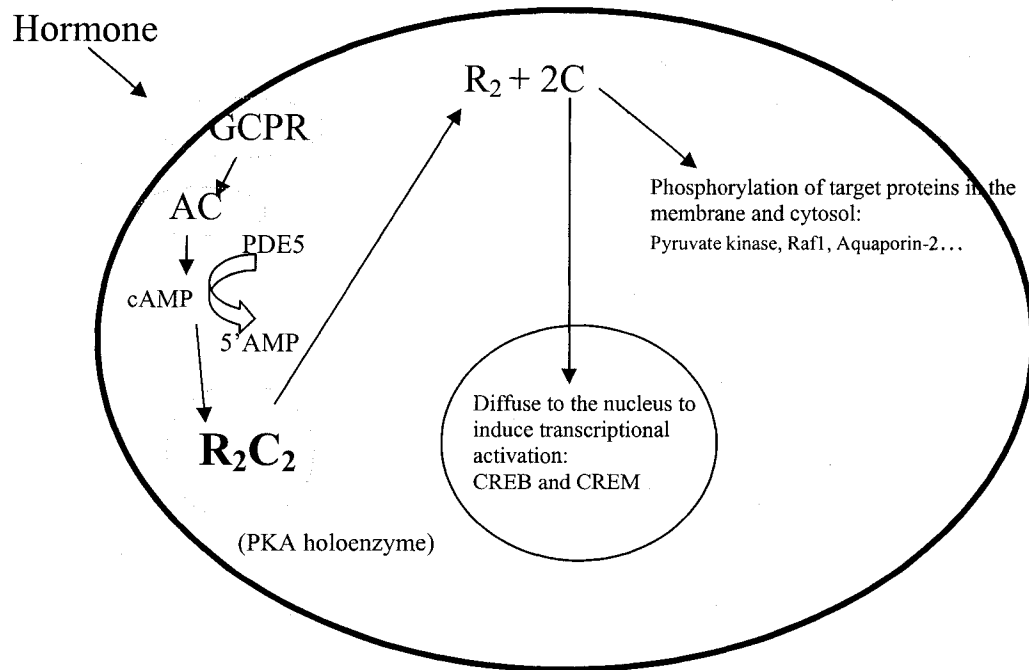 Hormone
R₂ + 2C
GCPR
AC
PDE5
cAMP
5'AMP
R₂C₂
(PKA holoenzyme)
Phosphorylation of target proteins in the
membrane and cytosol:
Pyruvate kinase, Raf1, Aquaporin-2…
Diffuse to the nucleus to
induce transcriptional
activation:
CREB and CREM